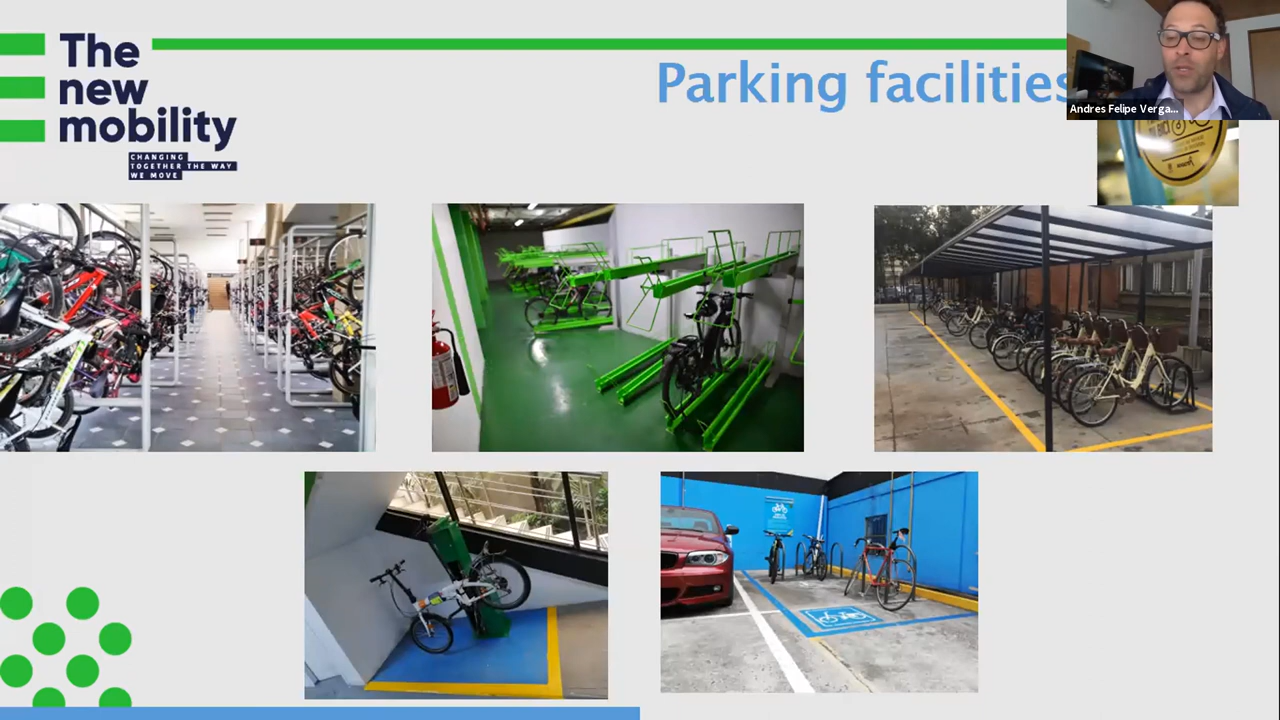 The
new
mobility
CHANGING
TOGETHER THE WAY
WE MOVE
Parking facilities
Andres Felipe Verga...